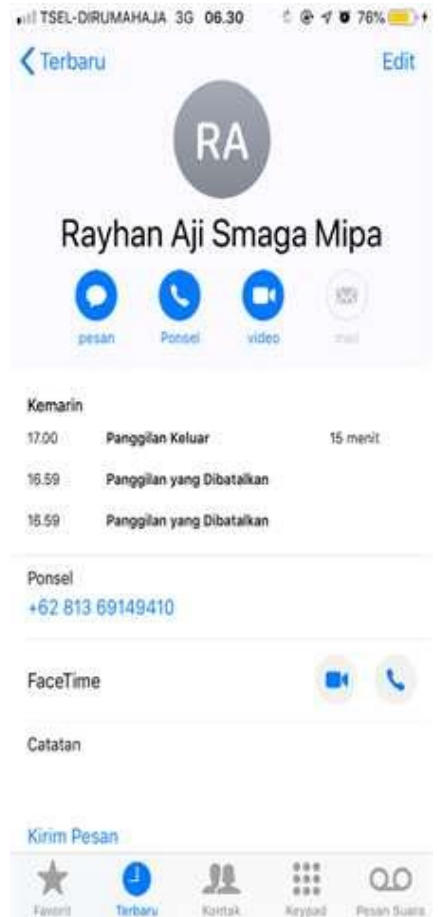 TSEL-DIRUMAHAJA 3G 06.30 76%
Terbaru Edit
RA
Rayhan Aji Smaga Mipa
pesan Ponsel video mail
Kemarin
17.00 Panggilan Keluar 15 menit
16.59 Panggilan yang Dibatalkan
16.59 Panggilan yang Dibatalkan
Ponsel
+62 813 69149410
FaceTime
Catatan
Kirim Pesan
Favorit Terbaru Kontak Keypad Pesan Suara